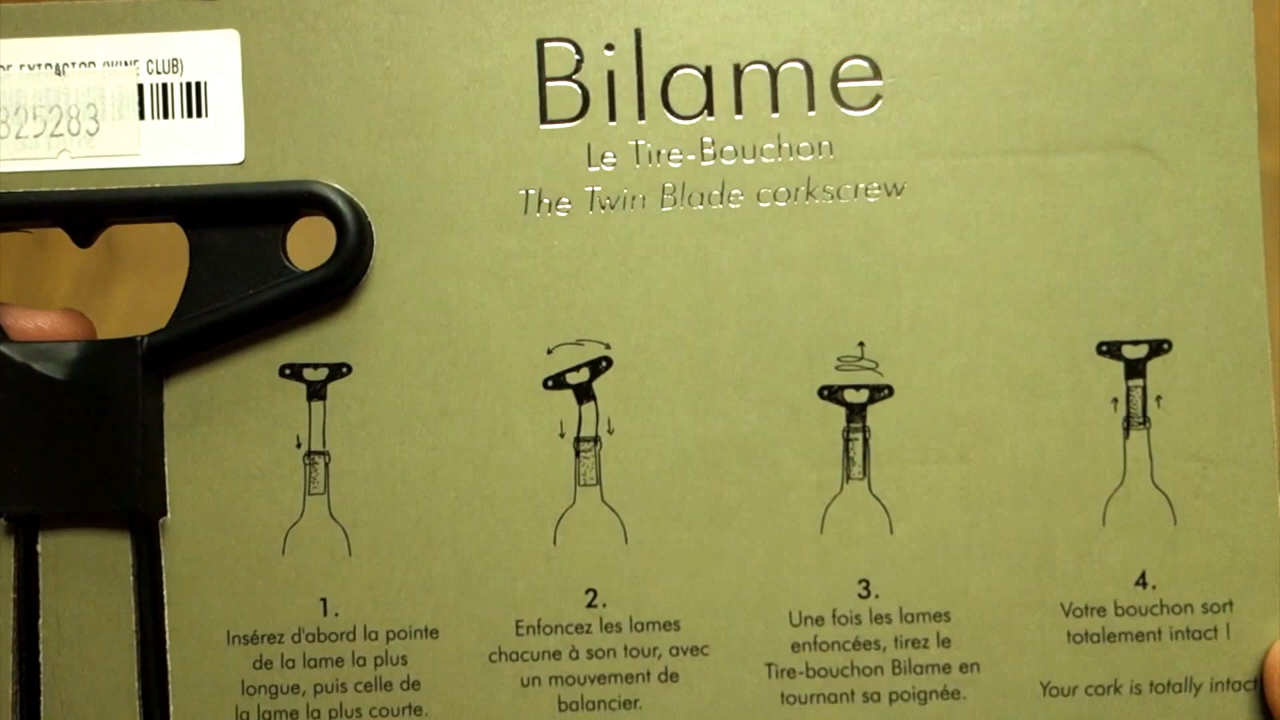 EXTRACTOR (WINE CLUB)
825283
Bilame
Le Tire-Bouchon
The Twin Blade corkscrew
1.
Insérez d'abord la pointe
de la lame la plus
longue, puis celle de
la lame la plus courte.
2.
Enfoncez les lames
chacune à son tour, avec
un mouvement de
balancier.
3.
Une fois les lames
enfoncées, tirez le
Tire-bouchon Bilame en
tournant sa poignée.
4.
Votre bouchon sort
totalement intact !
Your cork is totally intact